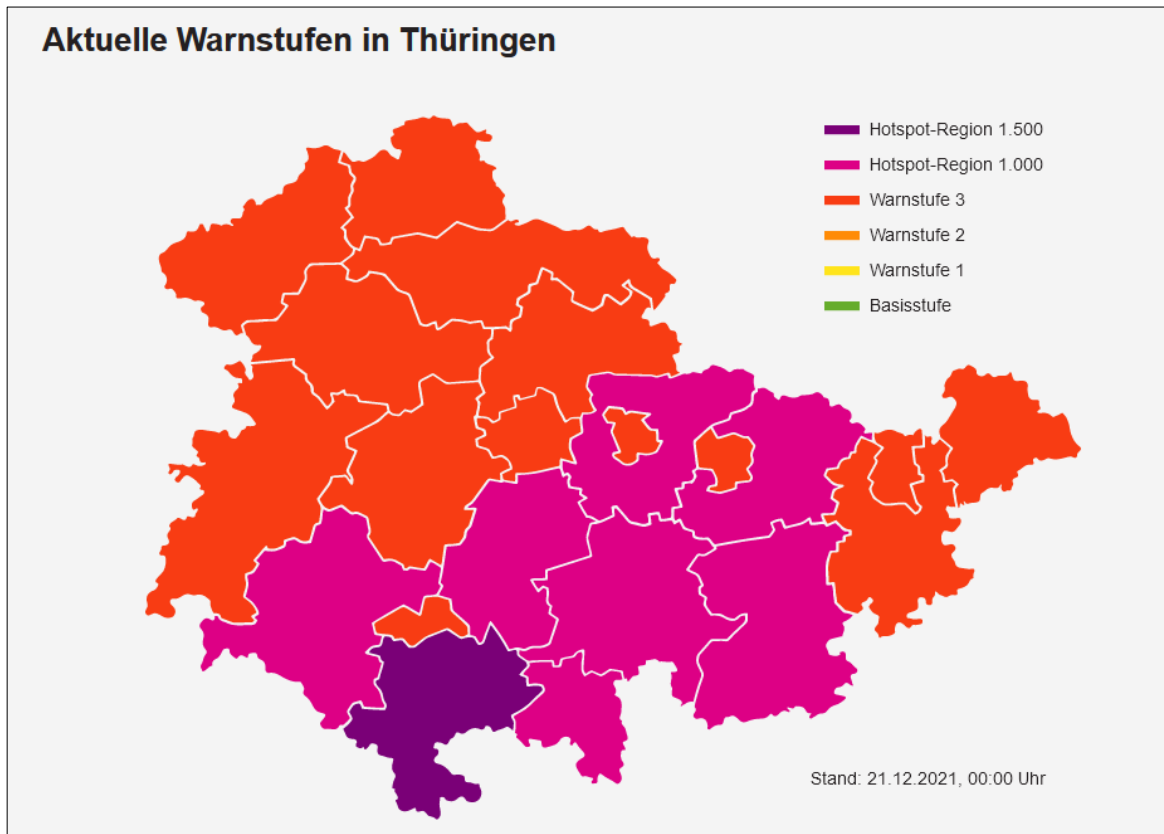 Aktuelle Warnstufen in Thüringen
Hotspot-Region 1.500
Hotspot-Region 1.000
Warnstufe 3
Warnstufe 2
Warnstufe 1
Basisstufe
Stand: 21.12.2021, 00:00 Uhr